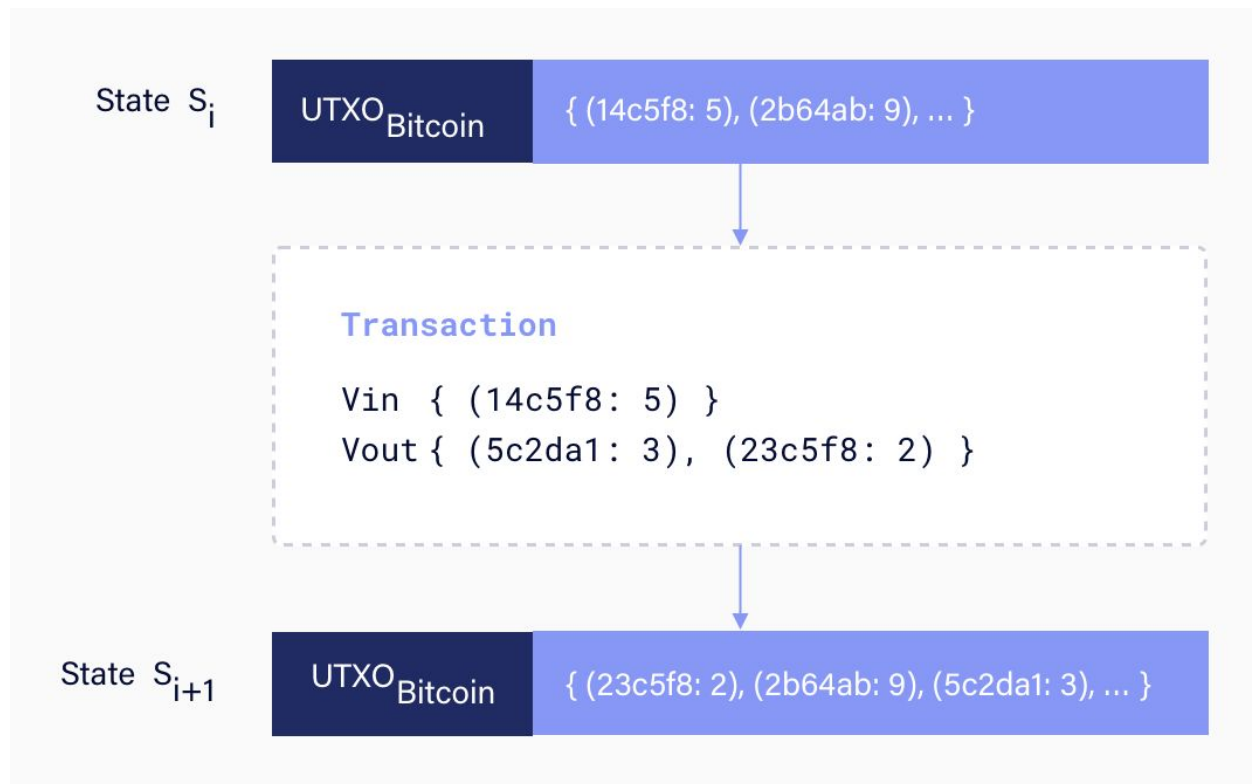 State Si
UTXOBitcoin
{ (14c5f8: 5), (2b64ab: 9), ... }
Transaction
Vin { (14c5f8: 5) }
Vout { (5c2da1: 3), (23c5f8: 2) }
State Si+1
UTXOBitcoin
{ (23c5f8: 2), (2b64ab: 9), (5c2da1: 3), ... }